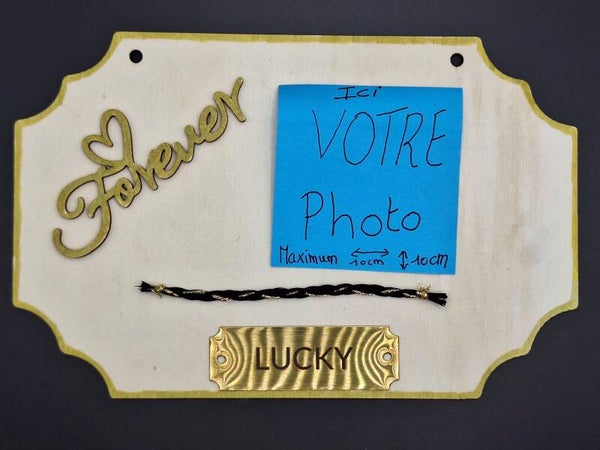 Forever
Ici
VOTRE
Photo
Maximum 10cm 10cm
LUCKY